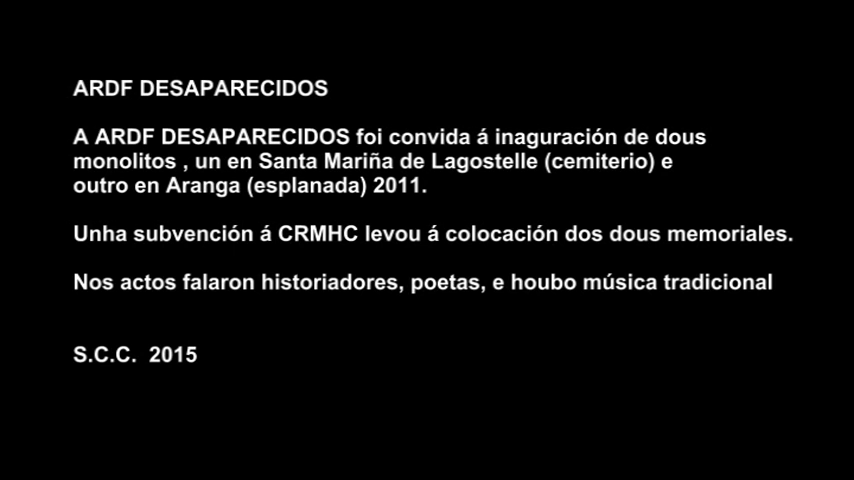 ARDF DESAPARECIDOS
A ARDF DESAPARECIDOS foi convida á inaguración de dous
monolitos , un en Santa Mariña de Lagostelle (cemiterio) e
outro en Aranga (esplanada) 2011.
Unha subvención á CRMHC levou á colocación dos dous memoriales.
Nos actos falaron historiadores, poetas, e houbo música tradicional
S.C.C.  2015